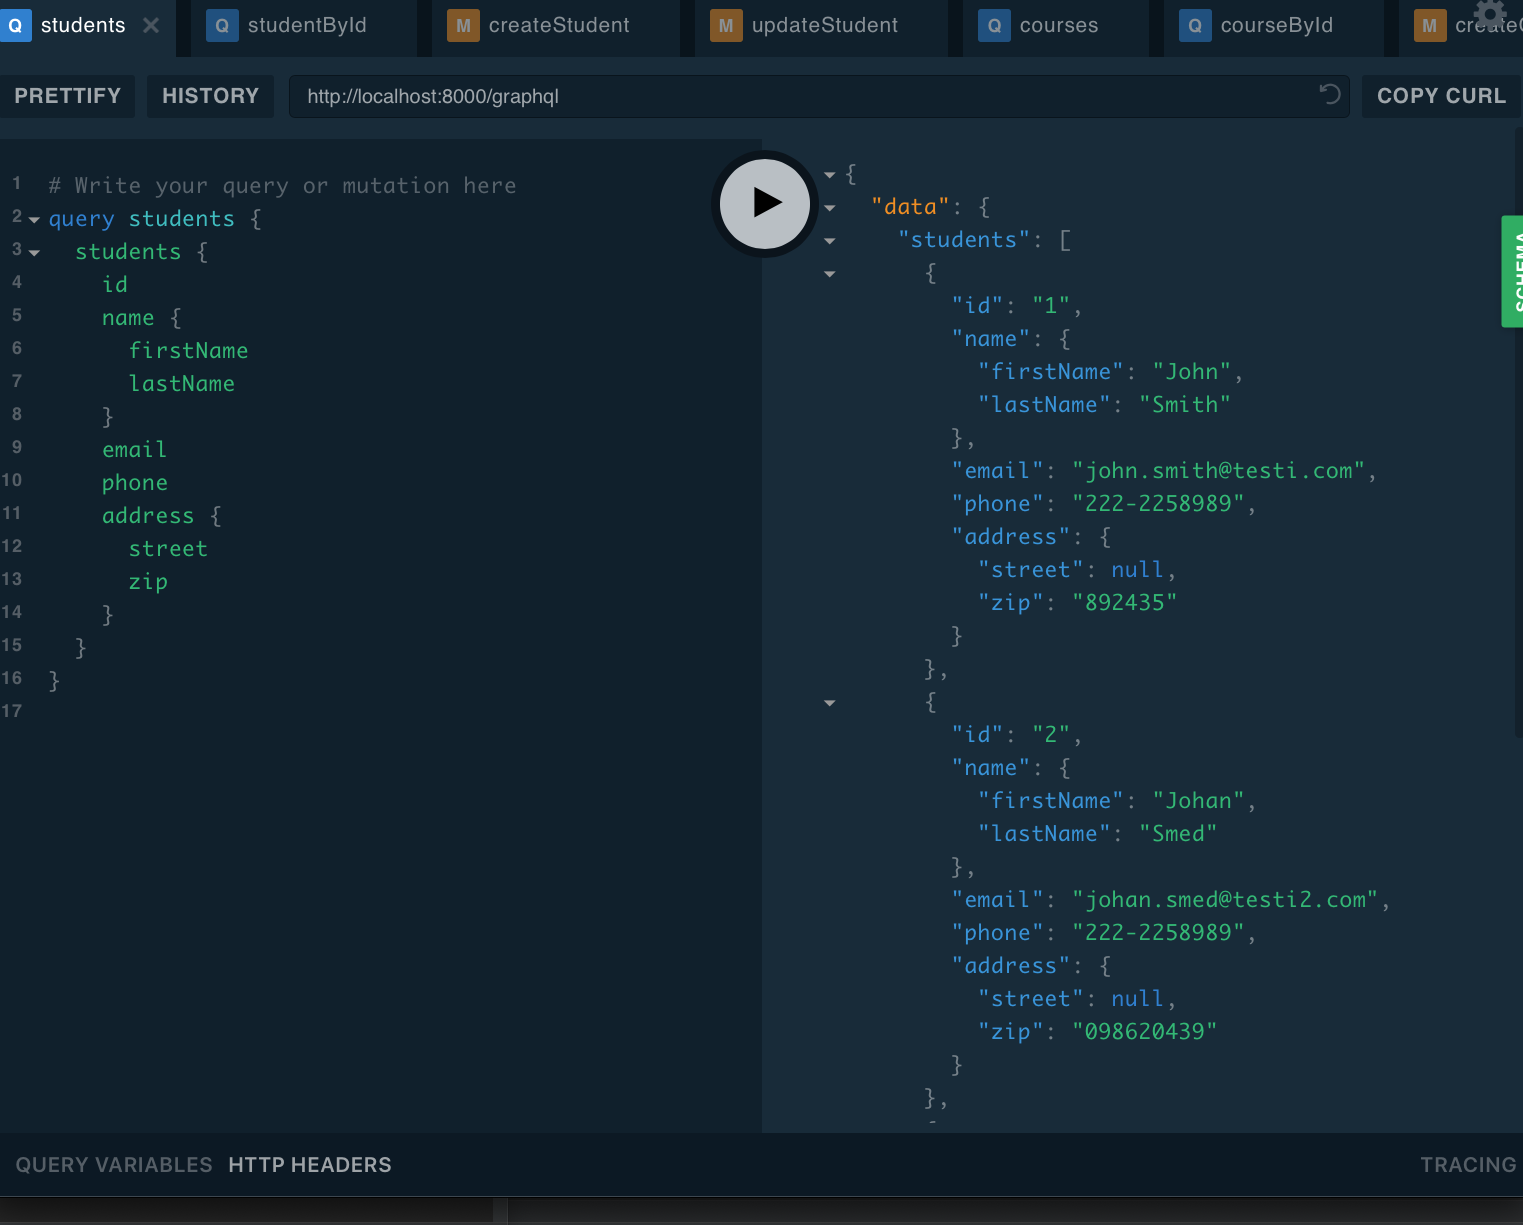 Q students ✕ Q studentById M createStudent M updateStudent Q courses Q courseById M
PRETTIFY HISTORY http://localhost:8000/graphql COPY CURL
1 # Write your query or mutation here
2 query students {
3 students {
4 id
5 name {
6 firstName
7 lastName
8 }
9 email
10 phone
11 address {
12 street
13 zip
14 }
15 }
16 }
17
{
"data": {
"students": [
{
"id": "1",
"name": {
"firstName": "John",
"lastName": "Smith"
},
"email": "john.smith@testi.com",
"phone": "222-2258989",
"address": {
"street": null,
"zip": "892435"
}
},
{
"id": "2",
"name": {
"firstName": "Johan",
"lastName": "Smed"
},
"email": "johan.smed@testi2.com",
"phone": "222-2258989",
"address": {
"street": null,
"zip": "098620439"
}
},
SCHEMA
QUERY VARIABLES HTTP HEADERS TRACING